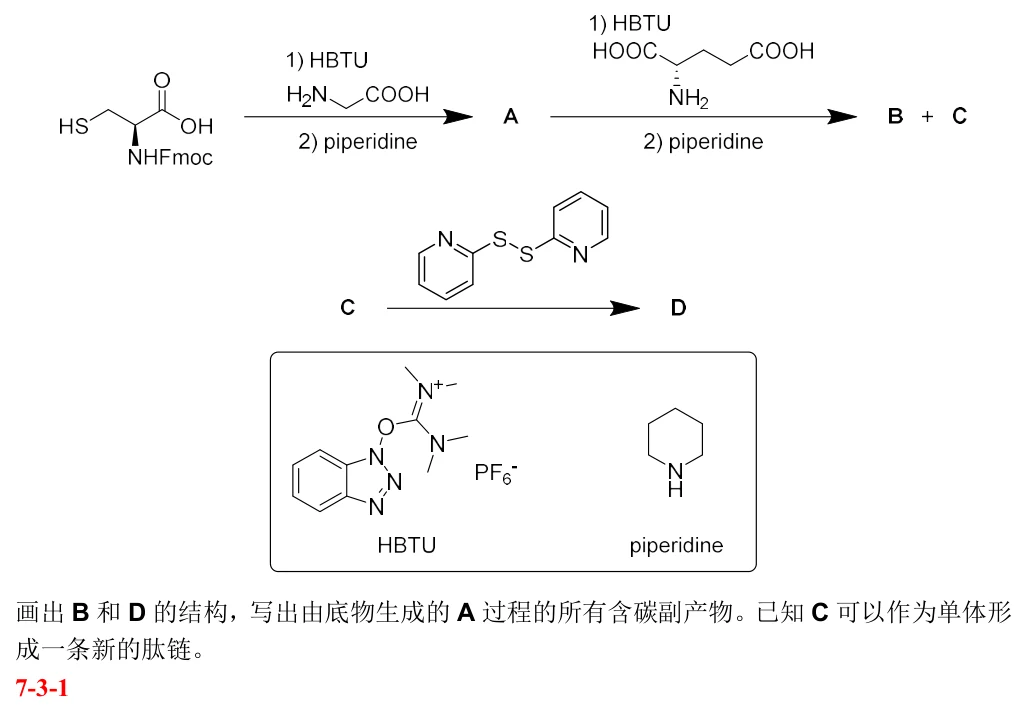 1) HBTU
HOOC COOH
NH₂
1) HBTU
H₂N COOH
O
HS OH
NHFmoc
2) piperidine
A
2) piperidine
B + C
N S S N
C
D
N⁺
O
N
N
N
N
PF₆⁻
N
H
HBTU
piperidine
画出 B 和 D 的结构，写出由底物生成的 A 过程的所有含碳副产物。已知 C 可以作为单体形
成一条新的肽链。
7-3-1